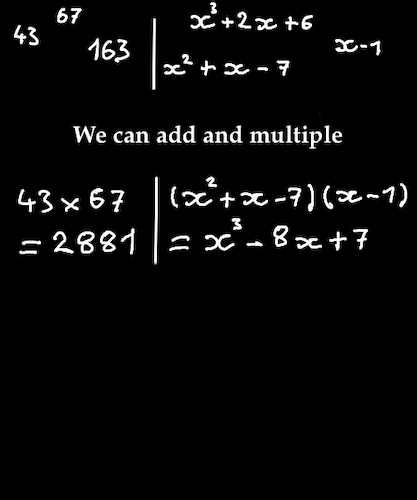 43 67 163 x³+2x+6
x²+x-7 x-1
We can add and multiple
43×67 (x²+x-7)(x-1)
=2881 = x³-8x+7